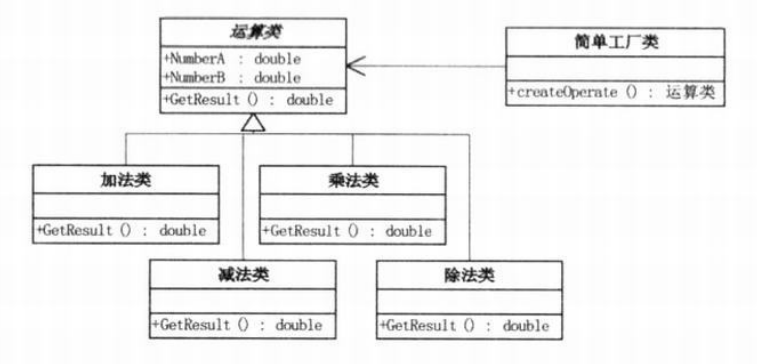 运算类
+NumberA : double
+NumberB : double
+GetResult () : double
简单工厂类
+createOperate () : 运算类
加法类
+GetResult () : double
乘法类
+GetResult () : double
减法类
+GetResult () : double
除法类
+GetResult () : double